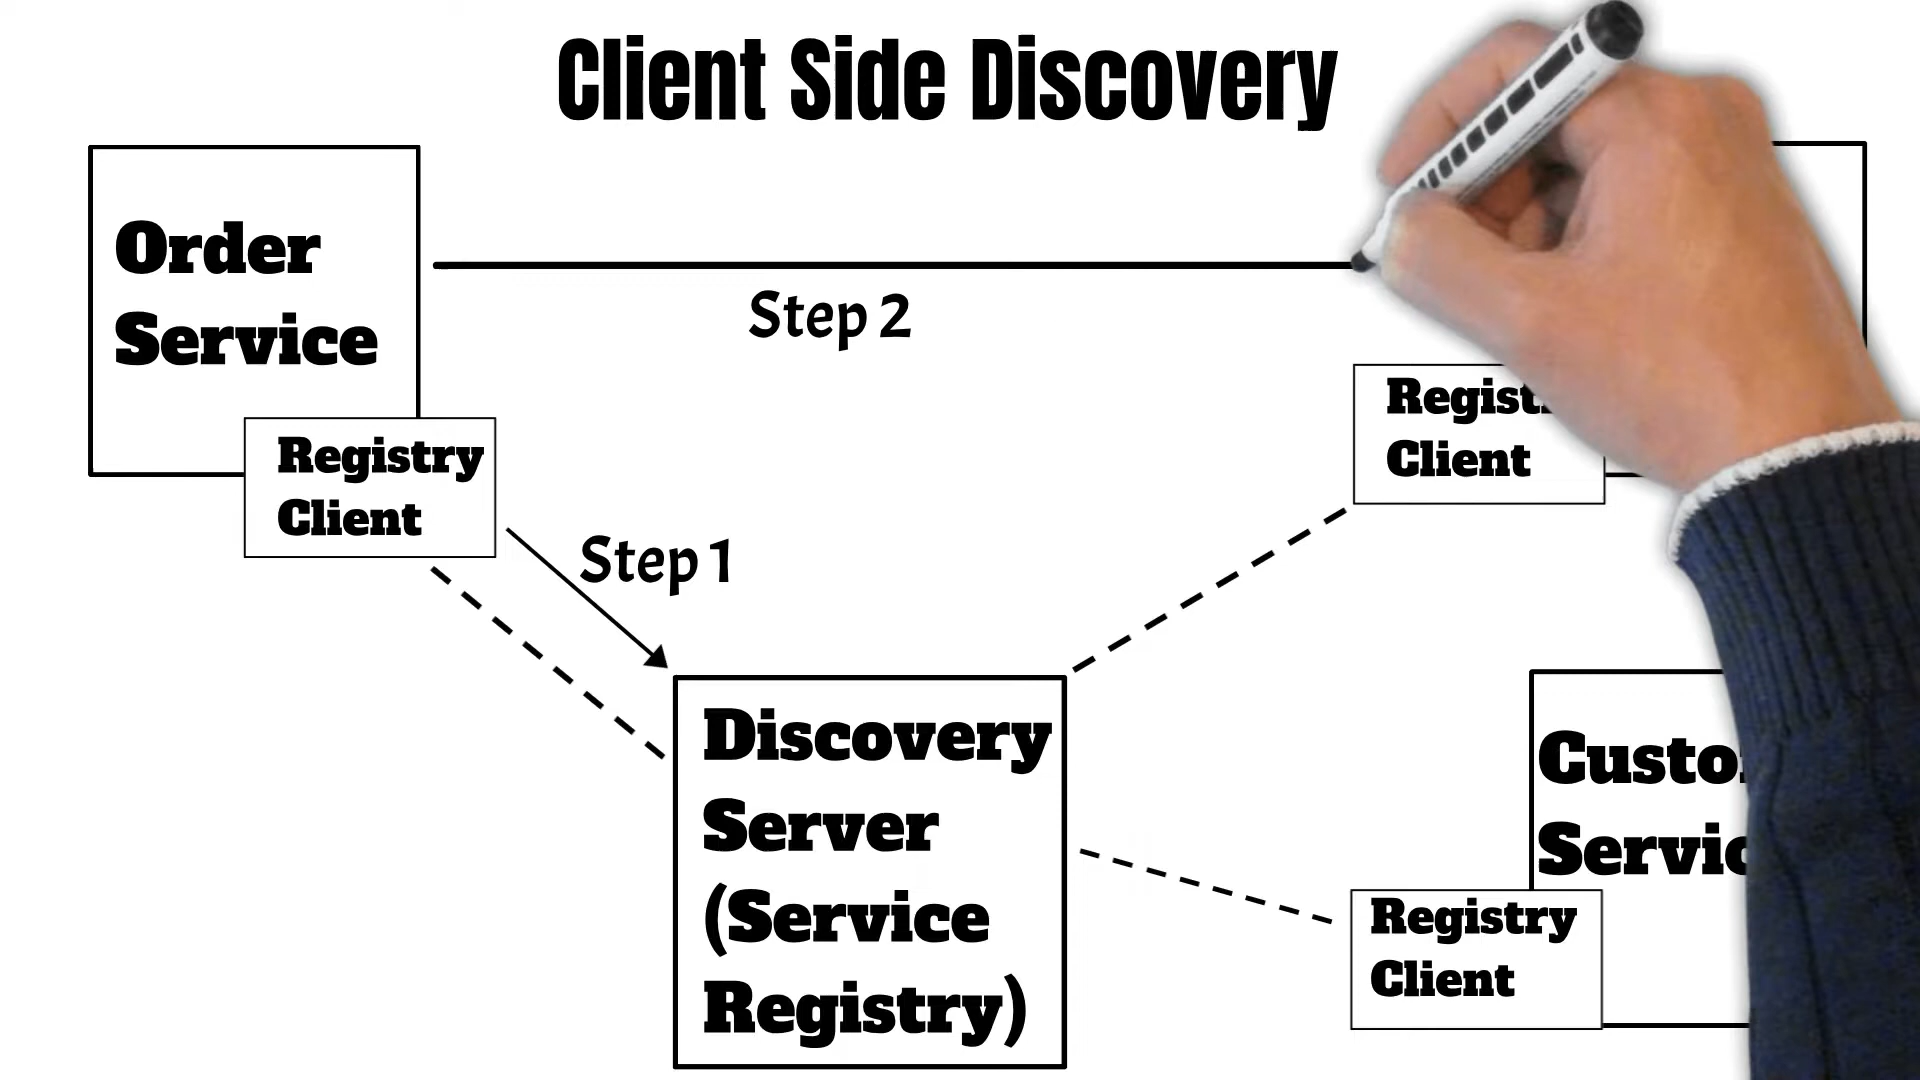 Client Side Discovery
Order
Service
Step 2
Registry
Client
Step 1
Client
Discovery
Server
(Service
Registry)
Registry
Client